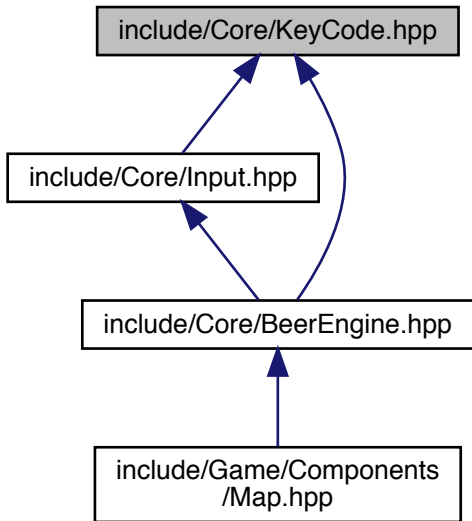 include/Core/KeyCode.hpp
include/Core/Input.hpp
include/Core/BeerEngine.hpp
include/Game/Components
/Map.hpp